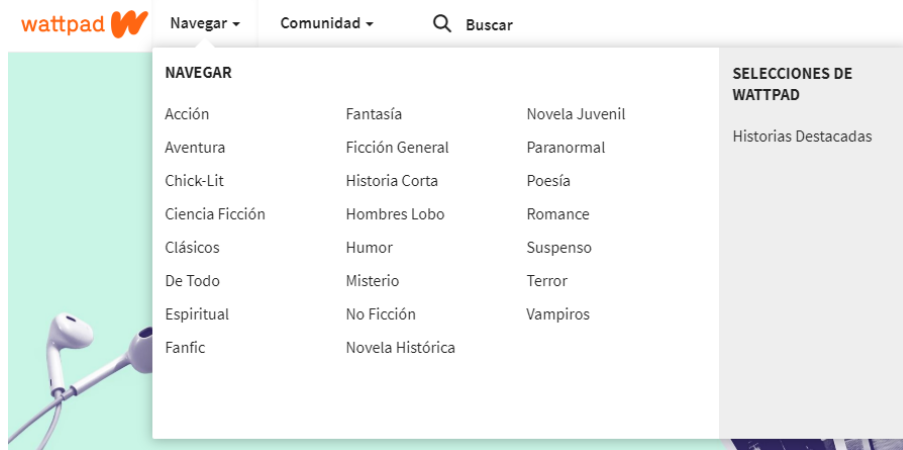 wattpad
Navegar
Comunidad
Buscar
NAVEGAR
Acción
Aventura
Chick-Lit
Ciencia Ficción
Clásicos
De Todo
Espiritual
Fanfic
Fantasía
Ficción General
Historia Corta
Hombres Lobo
Humor
Misterio
No Ficción
Novela Histórica
Novela Juvenil
Paranormal
Poesía
Romance
Suspenso
Terror
Vampiros
SELECCIONES DE
WATTPAD
Historias Destacadas